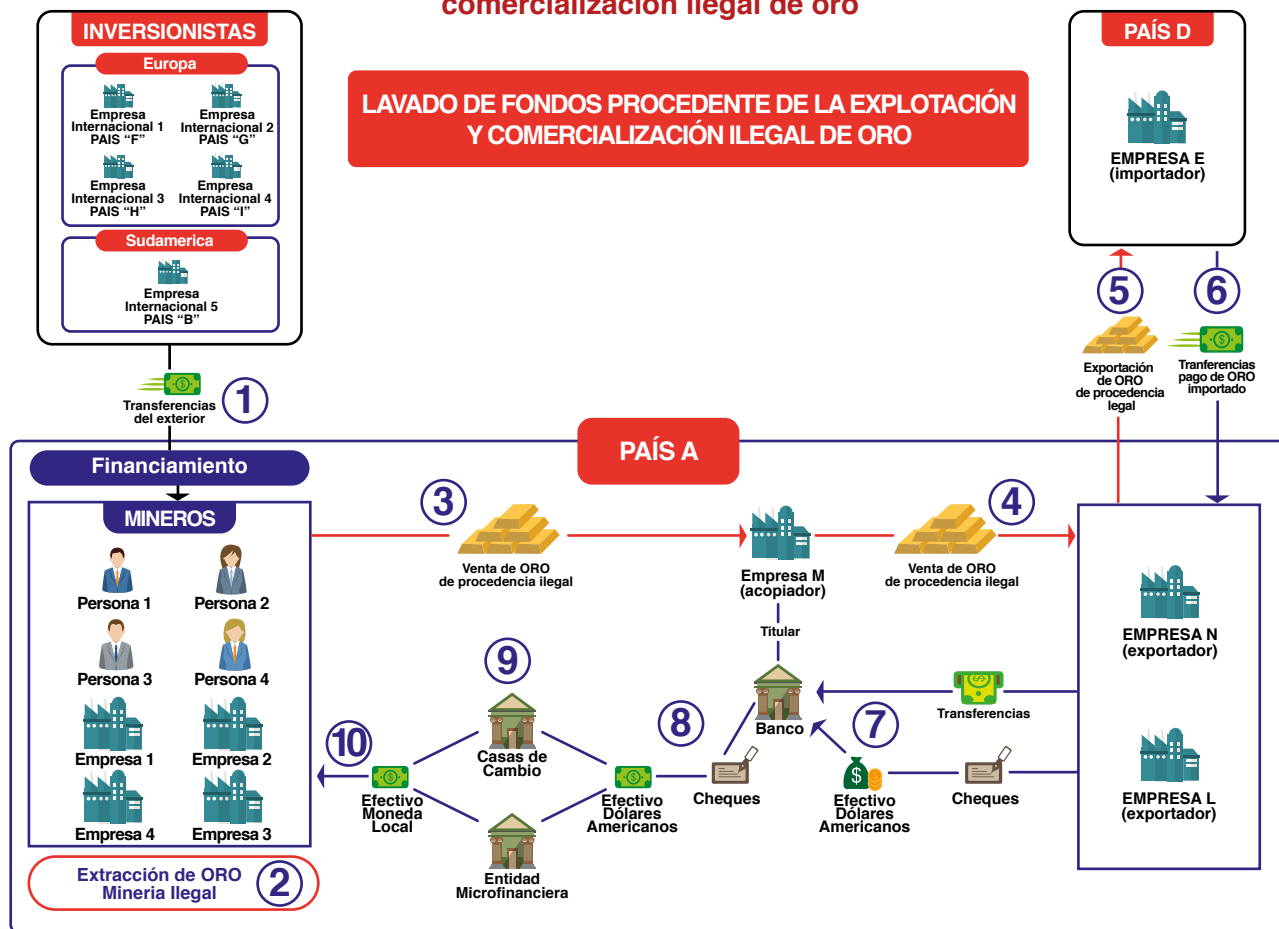 comercialización ilegal de oro
INVERSIONISTAS
Europa
Empresa
Internacional 1
PAIS “F”
Empresa
Internacional 2
PAIS “G”
Empresa
Internacional 3
PAIS “H”
Empresa
Internacional 4
PAIS “I”
Sudamerica
Empresa
Internacional 5
PAIS “B”
LAVADO DE FONDOS PROCEDENTE DE LA EXPLOTACIÓN
Y COMERCIALIZACIÓN ILEGAL DE ORO
PAÍS D
EMPRESA E
(importador)
Transferencias
del exterior
1
5
Exportación
de ORO
de procedencia
legal
6
Tranferencias
pago de ORO
importado
PAÍS A
Financiamiento
MINEROS
Persona 1
Persona 2
Persona 3
Persona 4
Empresa 1
Empresa 2
Empresa 4
Empresa 3
Extracción de ORO
Mineria Ilegal
2
3
Venta de ORO
de procedencia ilegal
Empresa M
(acopiador)
4
Venta de ORO
de procedencia ilegal
EMPRESA N
(exportador)
EMPRESA L
(exportador)
Titular
Banco
Transferencias
7
Cheques
Efectivo
Dólares
Americanos
8
Cheques
Efectivo
Dólares
Americanos
9
Casas de
Cambio
Entidad
Microfinanciera
10
Efectivo
Moneda
Local